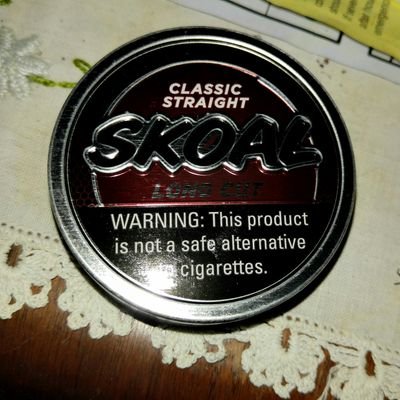 CLASSIC
STRAIGHT
SKOAL
LONG CUT
WARNING: This product
is not a safe alternative
to cigarettes.